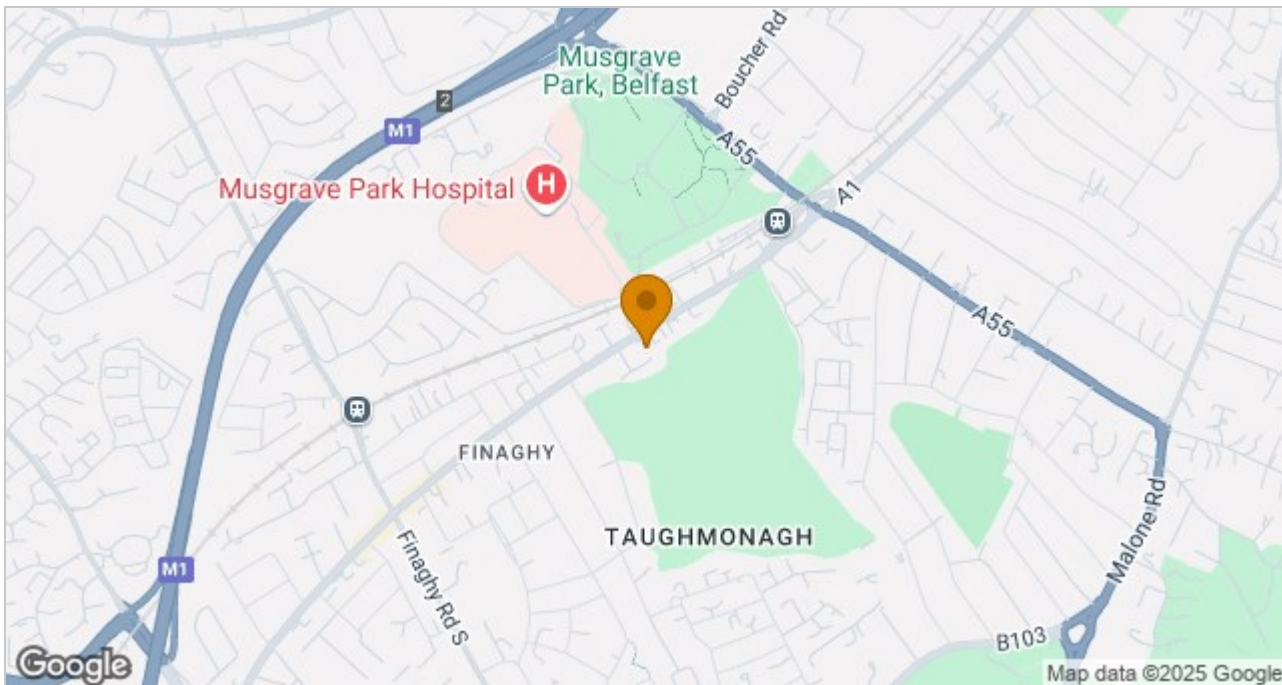 Musgrave
Park, Belfast
Boucher Rd
2
M1
A55
Musgrave Park Hospital
H
A1
A55
FINAGHY
TAUGHMONAGH
Malone Rd
M1
Finaghy Rd S
B103
Google
Map data ©2025 Google